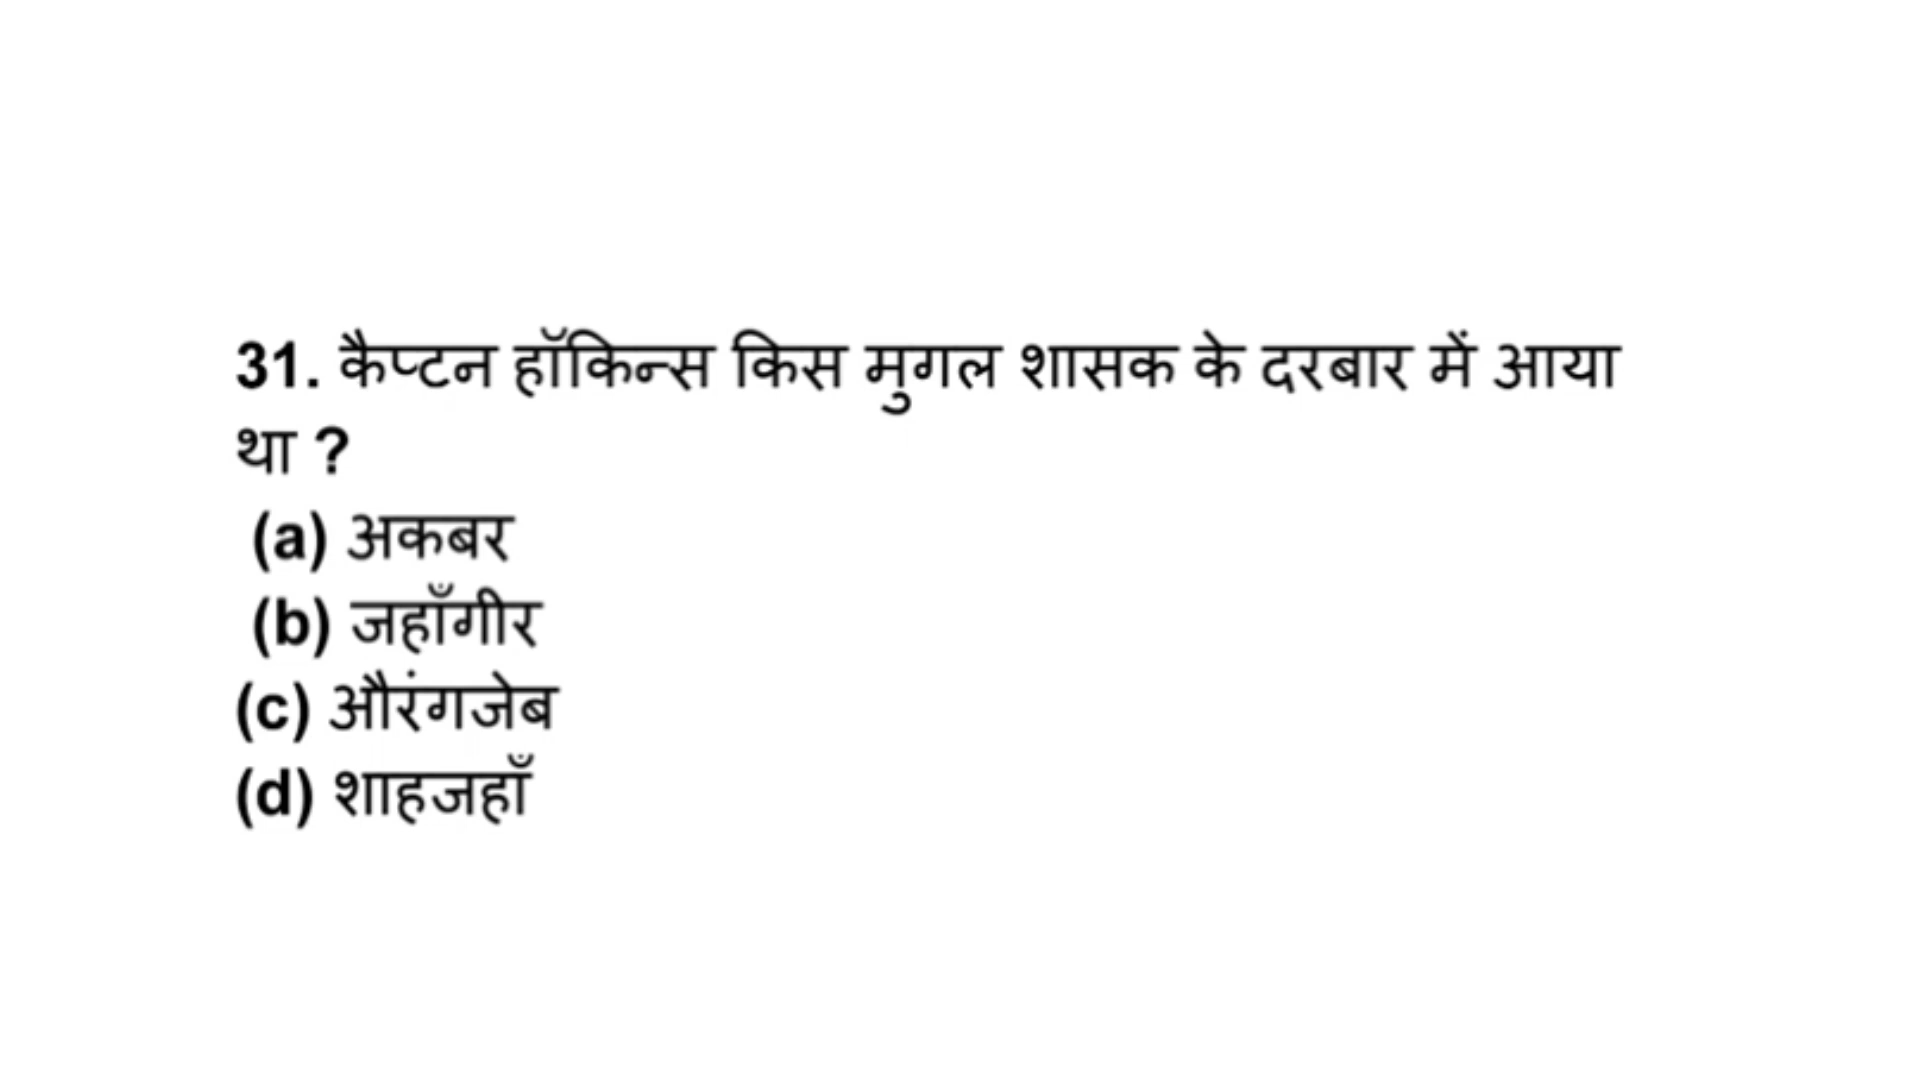 31. कैप्टन हॉकिन्स किस मुगल शासक के दरबार में आया
था ?
(a) अकबर
(b) जहाँगीर
(c) औरंगजेब
(d) शाहजहाँ